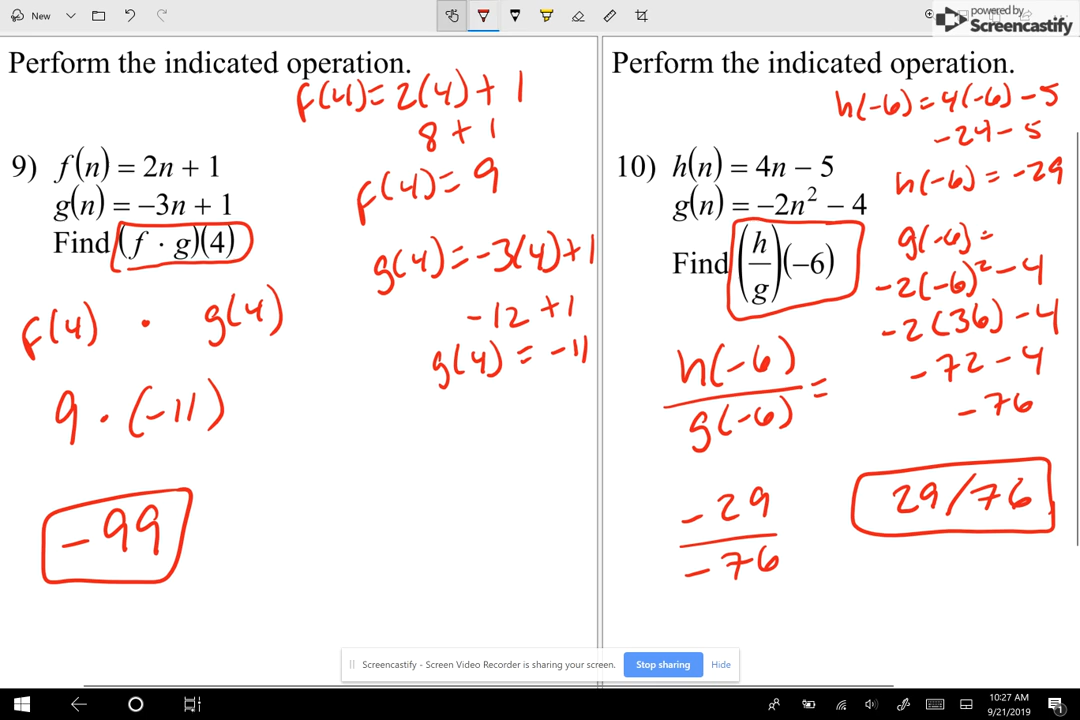 New
powered by
Screencastify
Perform the indicated operation.
f(4) = 2(4) + 1
8 + 1
9) f(n) = 2n + 1
f(4) = 9
g(n) = −3n + 1
Find (f · g)(4)
g(4) = -3(4) + 1
-12 + 1
g(4) = -11
f(4) · g(4)
9 · (-11)
-99
Perform the indicated operation.
h(-6) = 4(-6) - 5
-24 - 5
10) h(n) = 4n − 5
h(-6) = -29
g(n) = −2n² − 4
Find (h/g)(−6)
g(-6) =
-2(-6)² - 4
-2(36) - 4
-72 - 4
-76
h(-6)
g(-6)
=
-29
-76
29/76
Screencastify - Screen Video Recorder is sharing your screen.
Stop sharing
Hide
10:27 AM
9/21/2019
1